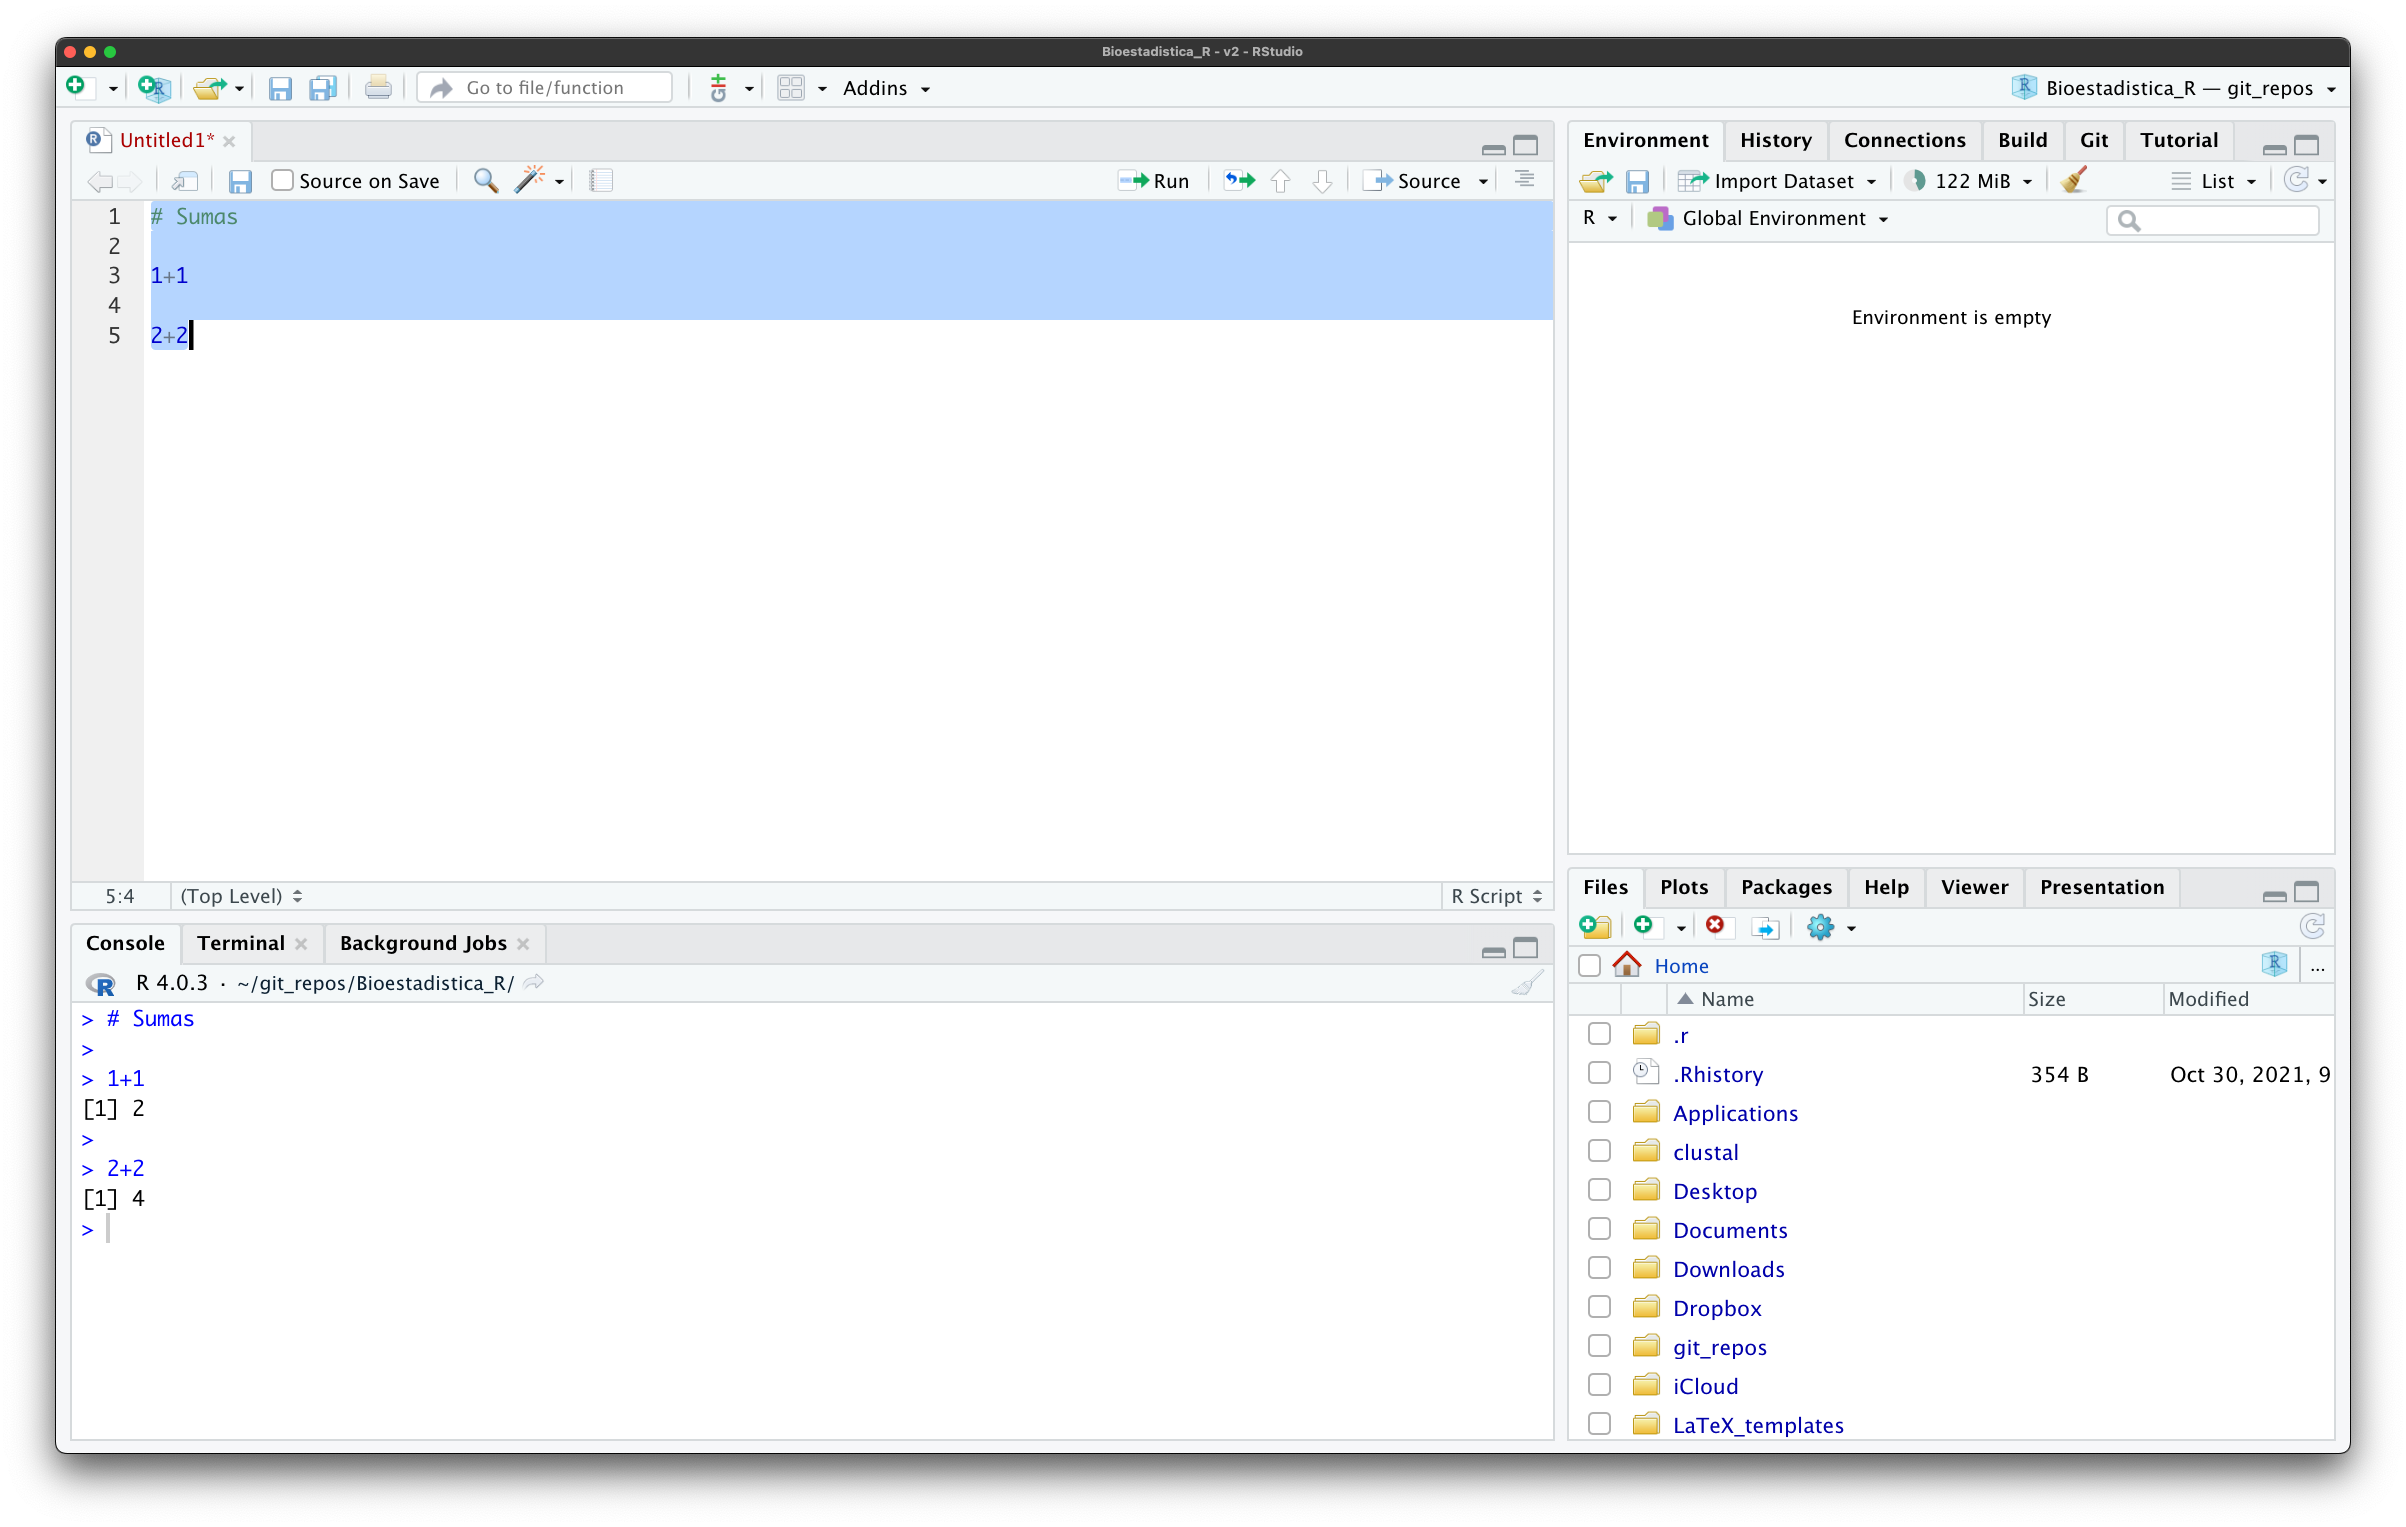 Bioestadistica_R - v2 - RStudio
Go to file/function
Git
Addins
Bioestadistica_R — git_repos
Untitled1*
Source on Save
Run
Source
1 # Sumas
2
3 1+1
4
5 2+2
5:4 (Top Level) R Script
Console Terminal Background Jobs
R 4.0.3 · ~/git_repos/Bioestadistica_R/
> # Sumas
>
> 1+1
[1] 2
>
> 2+2
[1] 4
>
Environment History Connections Build Git Tutorial
Import Dataset 122 MiB List
R Global Environment
Environment is empty
Files Plots Packages Help Viewer Presentation
Home ...
Name Size Modified
.r
.Rhistory 354 B Oct 30, 2021, 9
Applications
clustal
Desktop
Documents
Downloads
Dropbox
git_repos
iCloud
LaTeX_templates